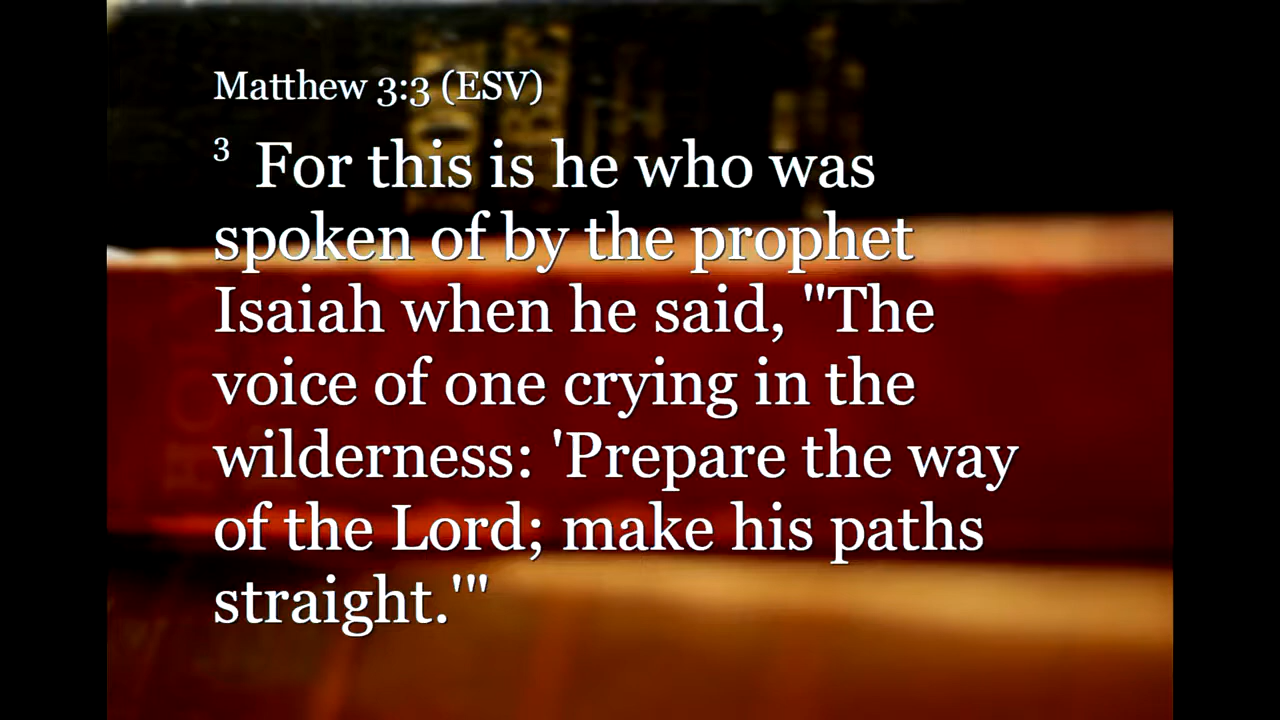 Matthew 3:3 (ESV)
3 For this is he who was
spoken of by the prophet
Isaiah when he said, "The
voice of one crying in the
wilderness: 'Prepare the way
of the Lord; make his paths
straight.'"